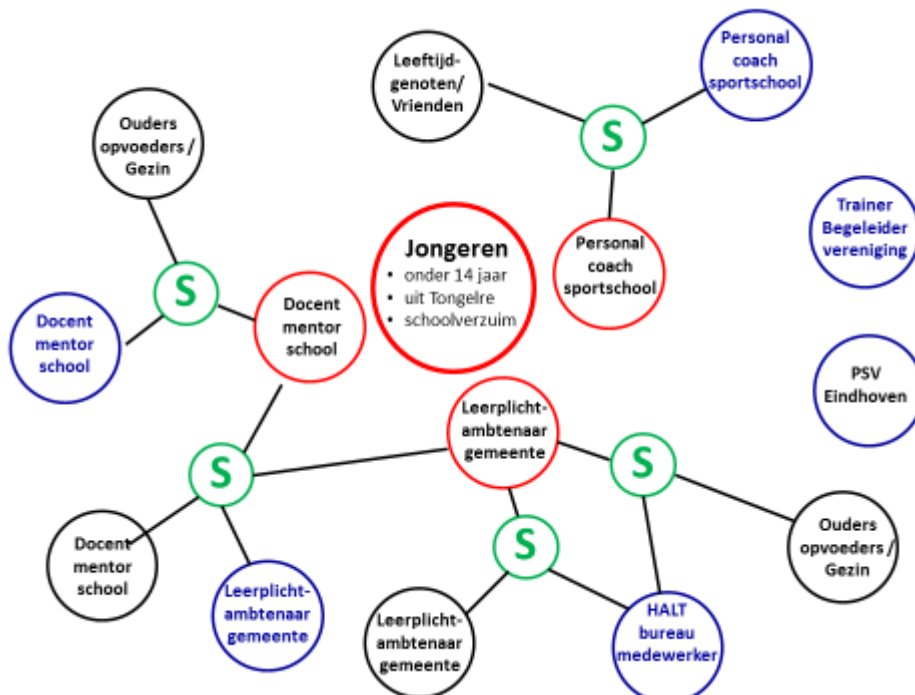 Leeftijd-
genoten/
Vrienden
Personal
coach
sportschool
S
Ouders
opvoeders /
Gezin
Trainer
Begeleider
vereniging
Jongeren
• onder 14 jaar
• uit Tongelre
• schoolverzuim
Personal
coach
sportschool
S
Docent
mentor
school
Docent
mentor
school
PSV
Eindhoven
Leerplicht-
ambtenaar
gemeente
S
S
Docent
mentor
school
Leerplicht-
ambtenaar
gemeente
S
Ouders
opvoeders /
Gezin
Leerplicht-
ambtenaar
gemeente
HALT
bureau
medewerker